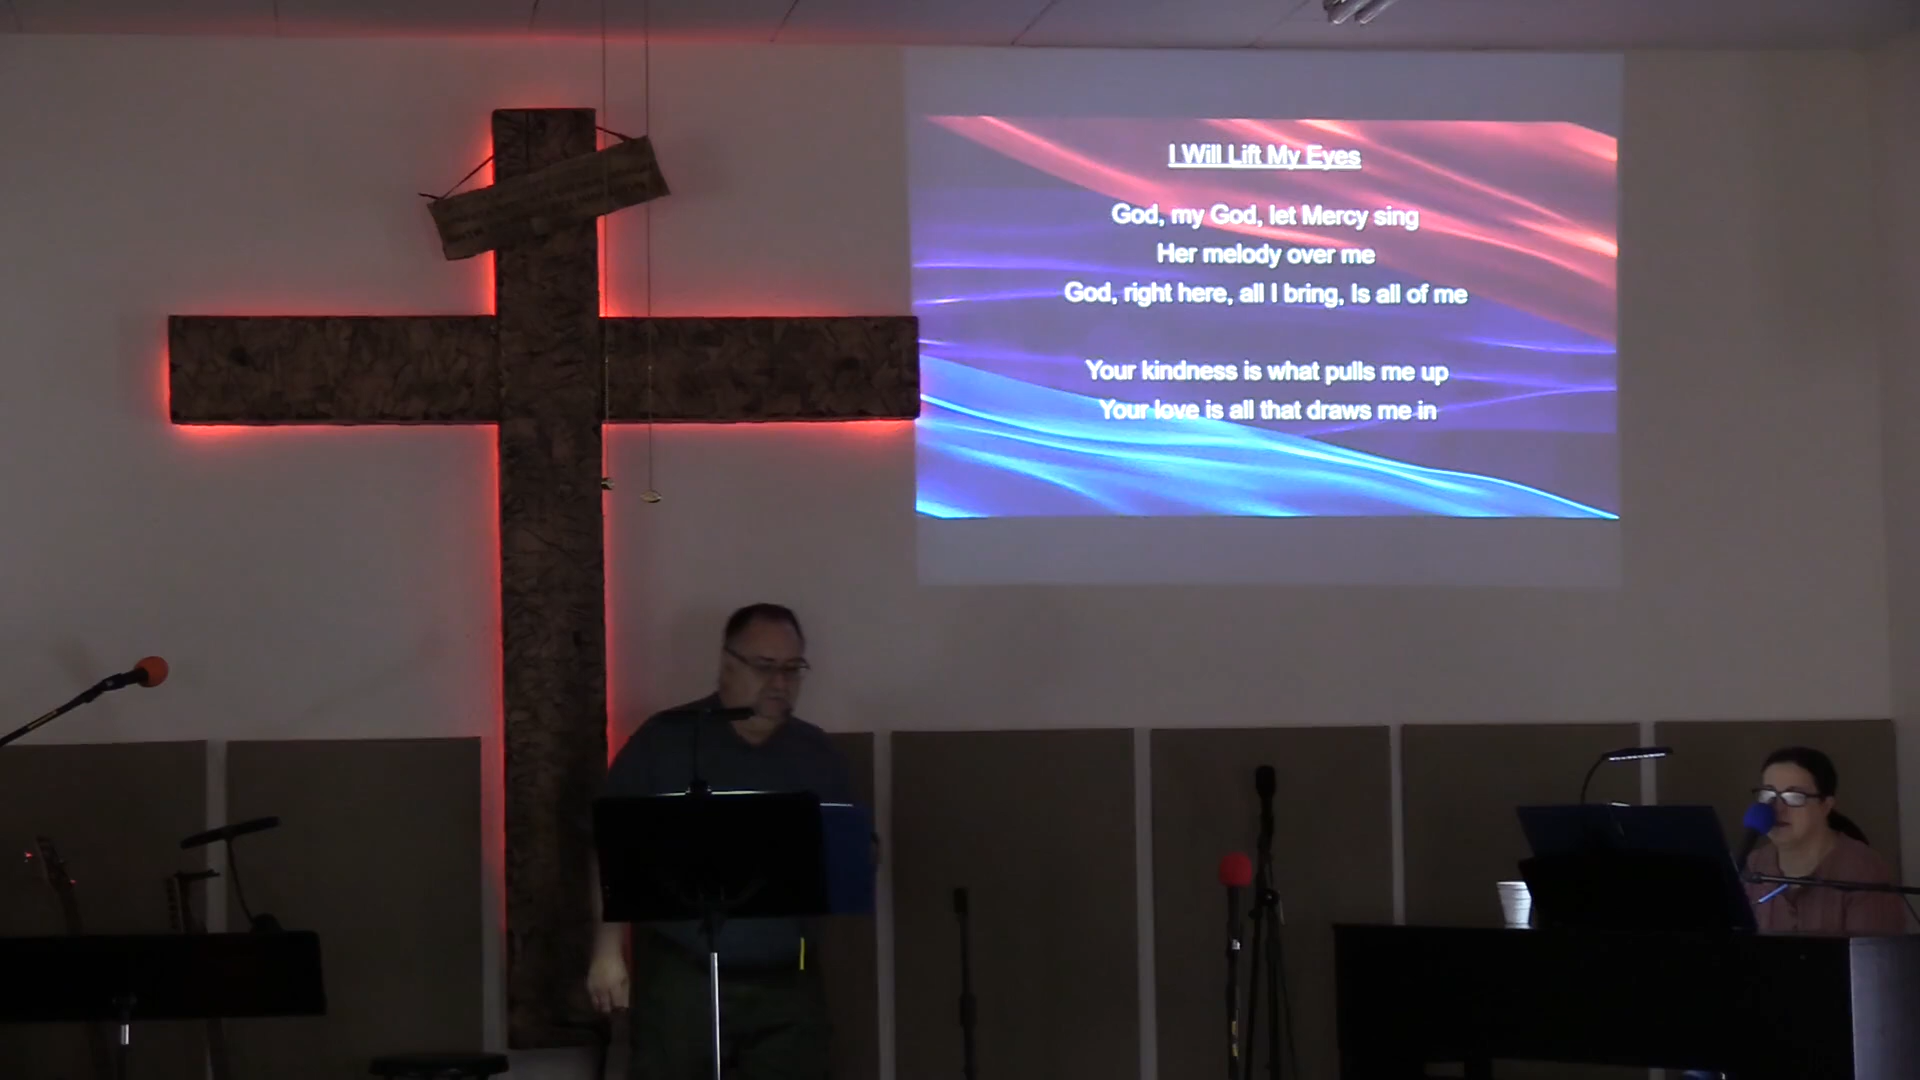 I Will Lift My Eyes
God, my God, let Mercy sing
Her melody over me
God, right here, all I bring, Is all of me
Your kindness is what pulls me up
Your love is all that draws me in